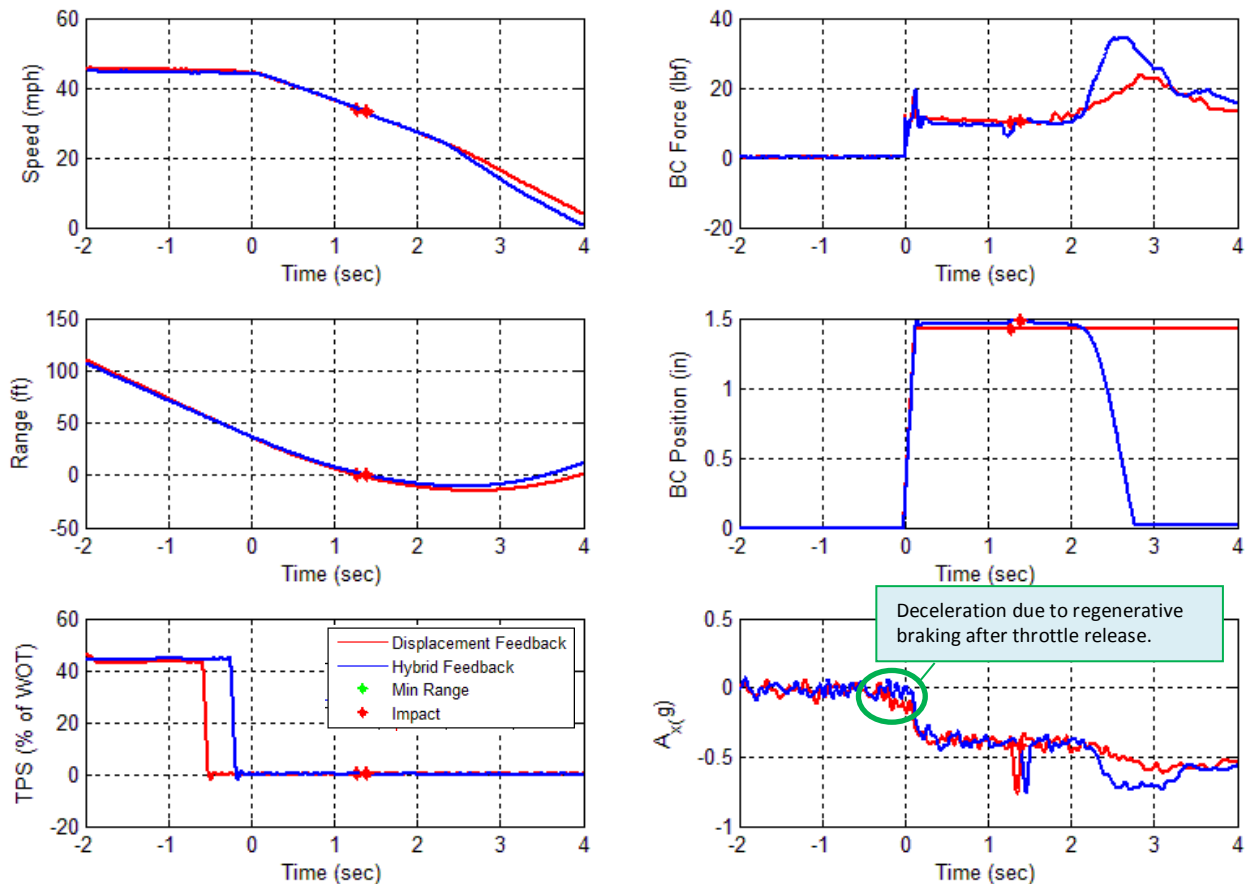 60
40
20
0
Speed (mph)
-2 -1 0 1 2 3 4
Time (sec)
40
20
0
-20
BC Force (lbf)
-2 -1 0 1 2 3 4
Time (sec)
150
100
50
0
-50
Range (ft)
-2 -1 0 1 2 3 4
Time (sec)
1.5
1
0.5
0
BC Position (in)
-2 -1 0 1 2 3 4
Time (sec)
60
40
20
0
-20
TPS (% of WOT)
Displacement Feedback
Hybrid Feedback
Min Range
Impact
-2 -1 0 1 2 3 4
Time (sec)
Deceleration due to regenerative
braking after throttle release.
0.5
0
-0.5
-1
Ax(g)
-2 -1 0 1 2 3 4
Time (sec)